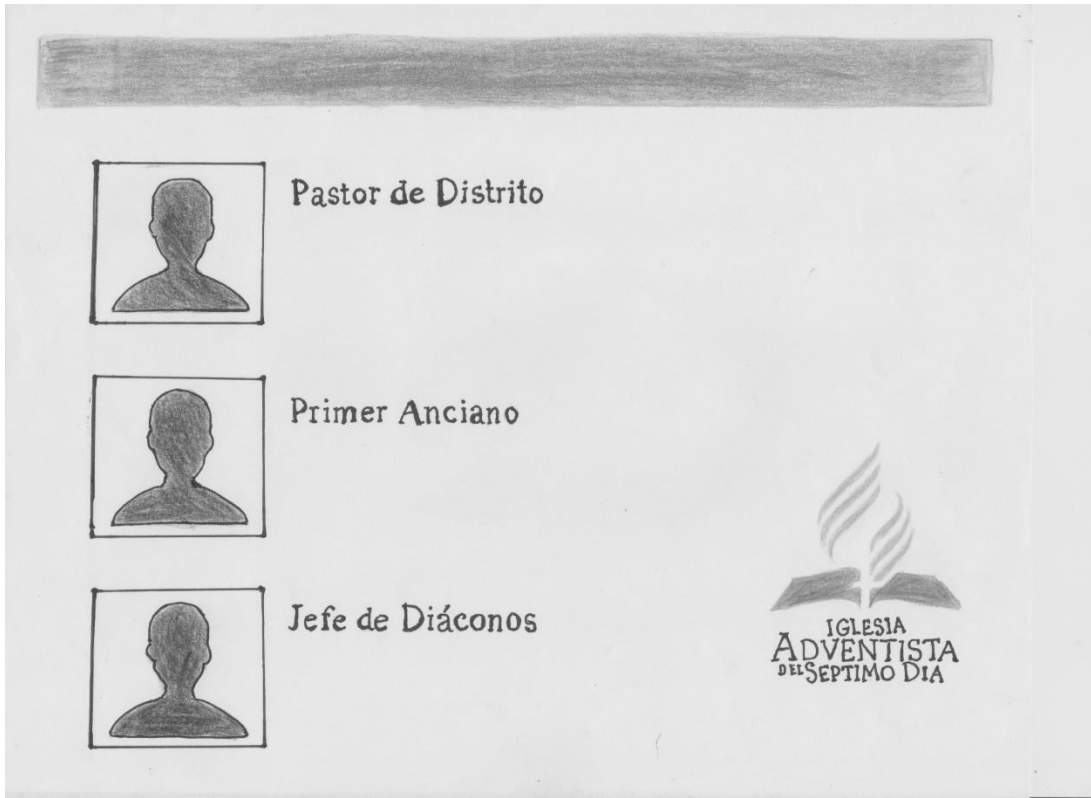 Pastor de Distrito
Primer Anciano
Jefe de Diáconos
IGLESIA
ADVENTISTA
DEL SEPTIMO DIA